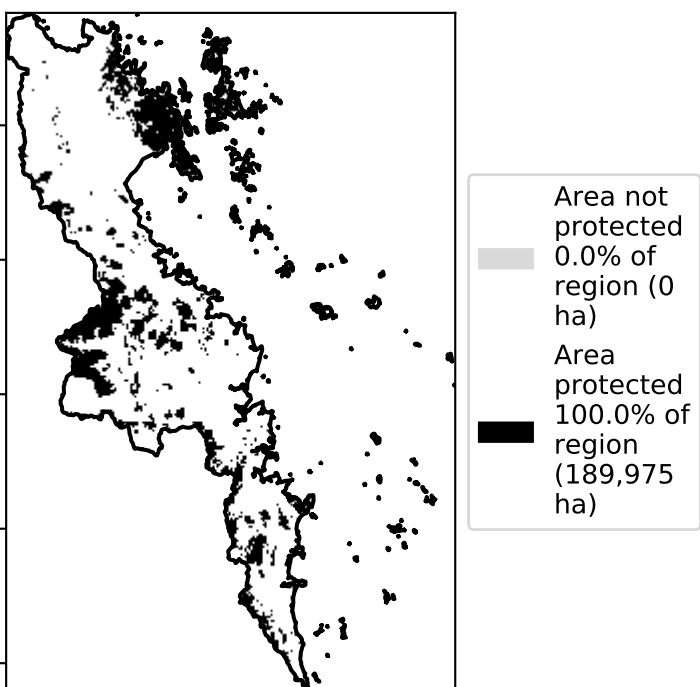 Area not
protected
0.0% of
region (0
ha)
Area
protected
100.0% of
region
(189,975
ha)